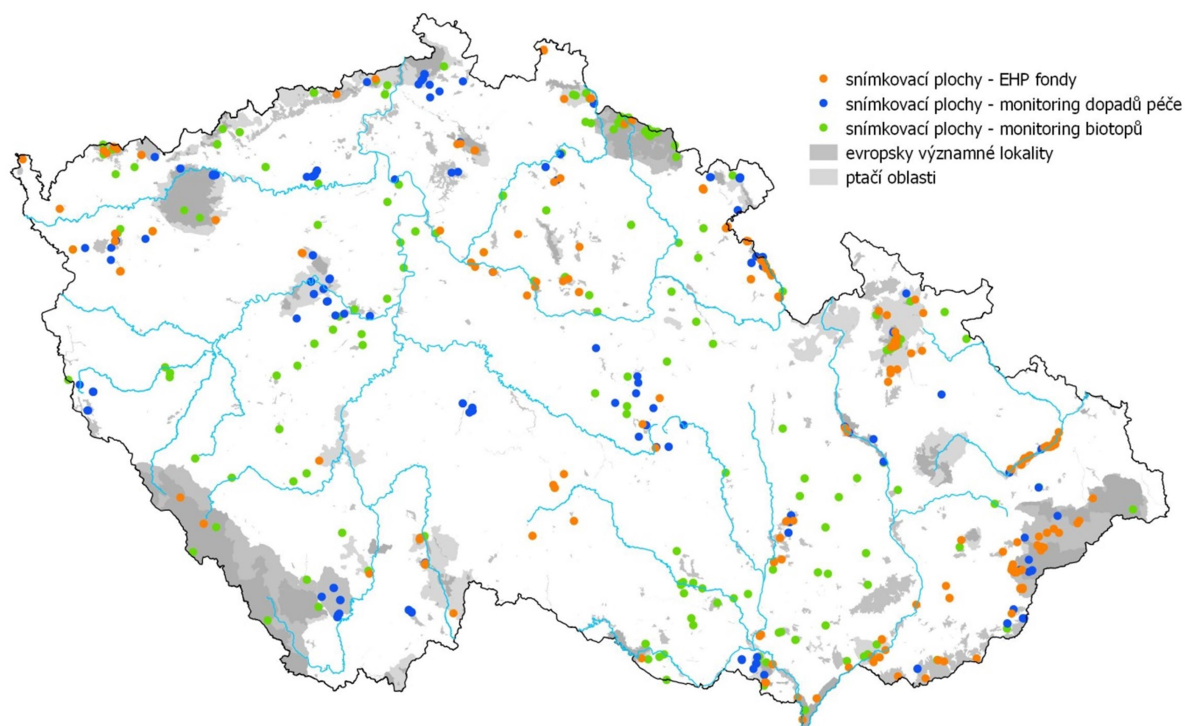 snímkovací plochy - EHP fondy
snímkovací plochy - monitoring dopadů péče
snímkovací plochy - monitoring biotopů
evropsky významné lokality
ptačí oblasti